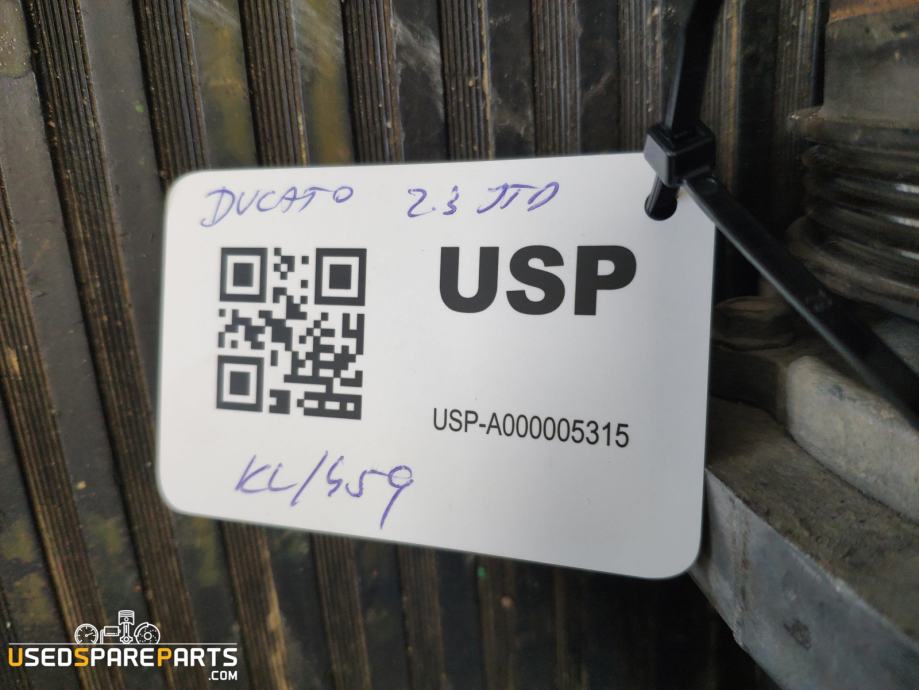 DUCATO 2.3 JTD
USP
USP-A000005315
KL/459
USEDSPAREPARTS
.COM